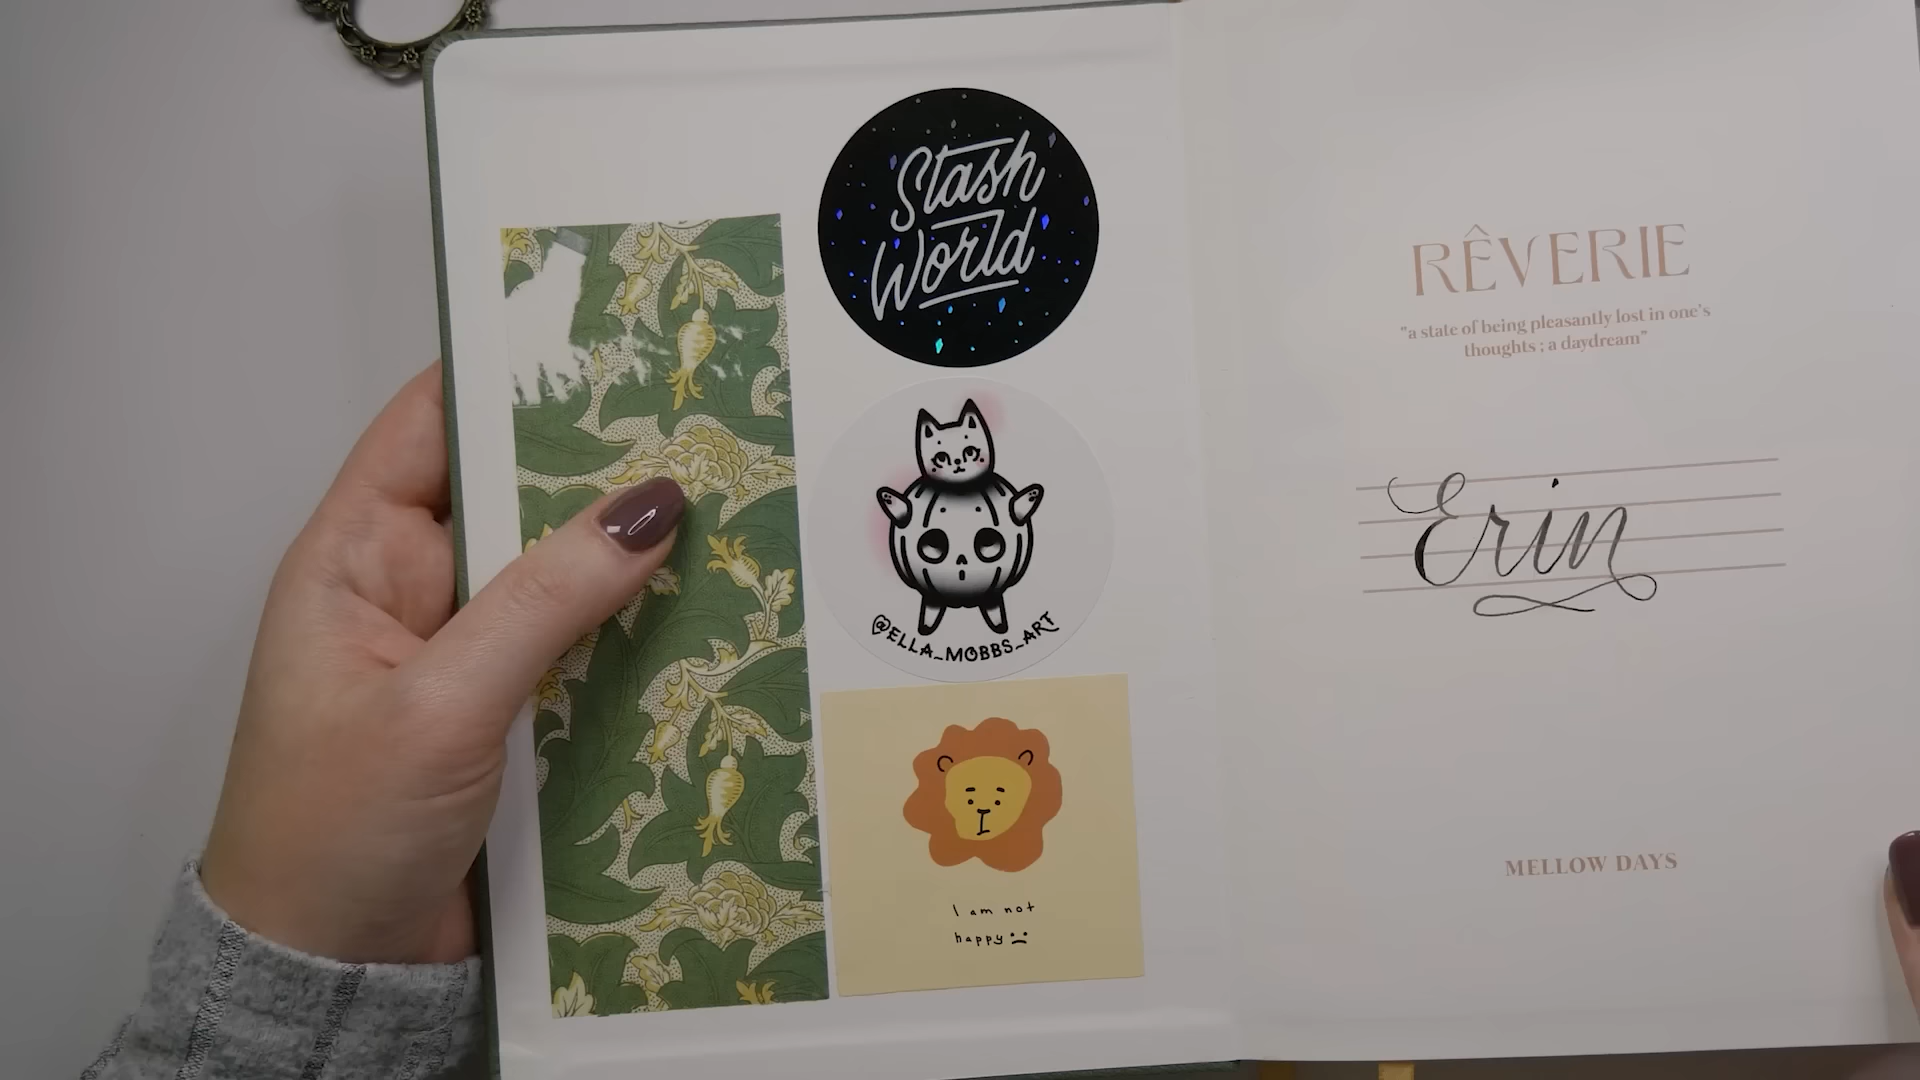 Stash
World
@ELLA_MOBBS_ART
I am not
happy
RÊVERIE
"a state of being pleasantly lost in one's
thoughts ; a daydream"
Erin
MELLOW DAYS